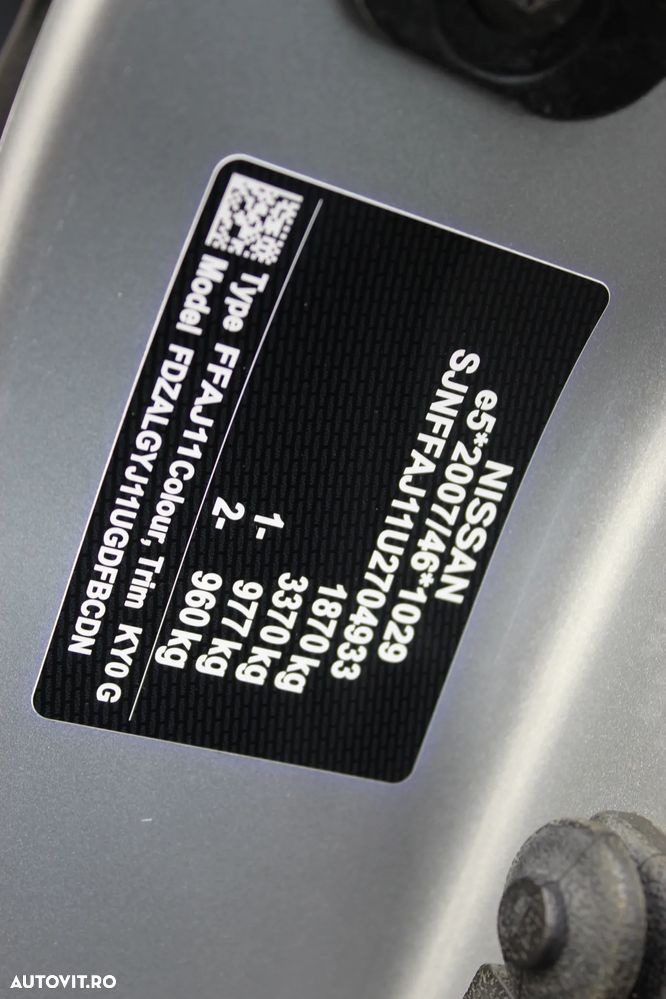 NISSAN
e5*2007/46*1029
SJNFFAJ11U2704933
1870 kg
3370 kg
1- 977 kg
2- 960 kg
Type FFAJ11 Colour, Trim KY0 G
Model FDZALGYJ11UGDFBCDN
AUTOVIT.RO